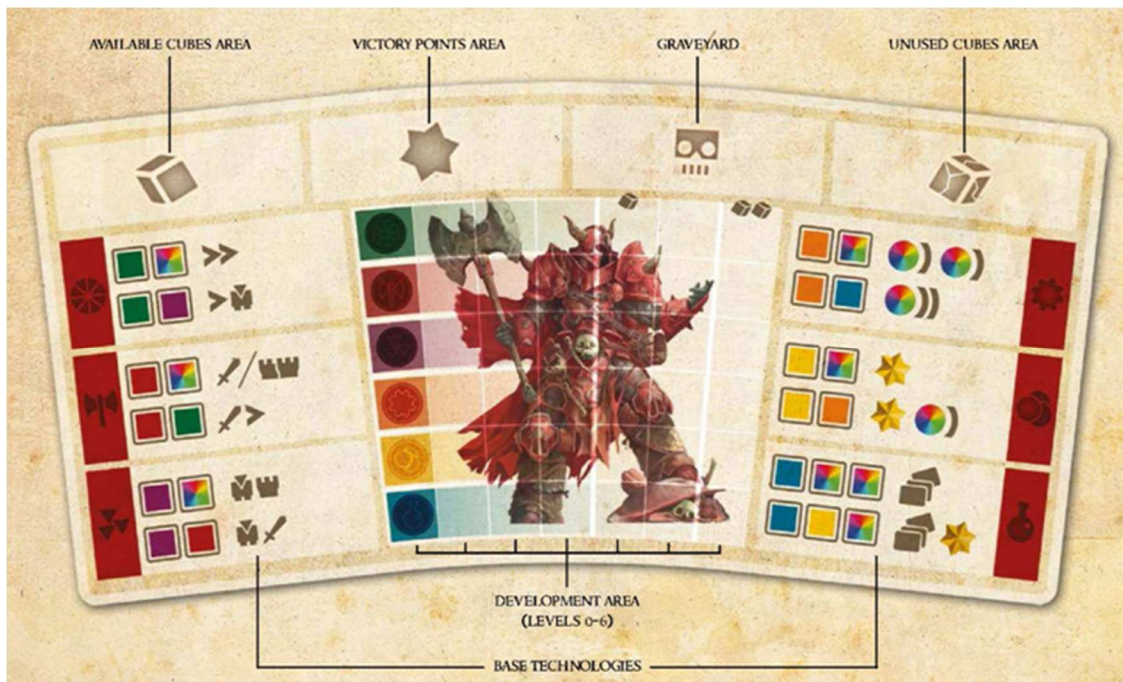 AVAILABLE CUBES AREA
VICTORY POINTS AREA
GRAVEYARD
UNUSED CUBES AREA
DEVELOPMENT AREA
(LEVELS 0-6)
BASE TECHNOLOGIES